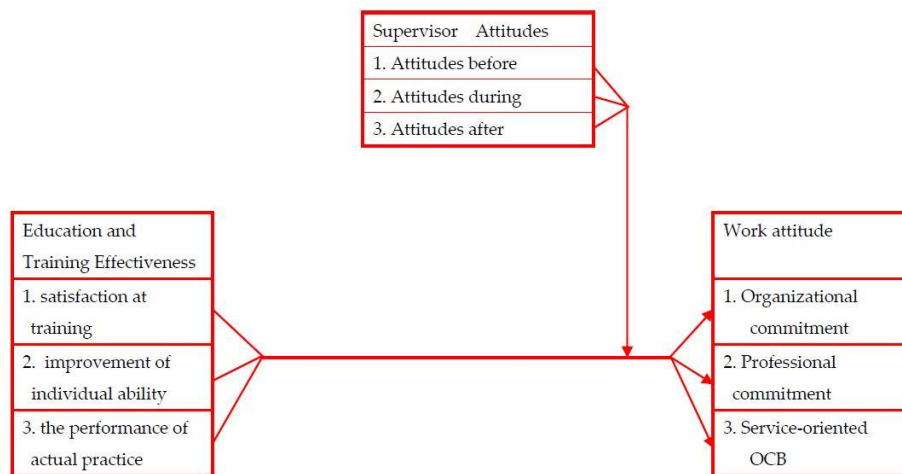 Supervisor Attitudes
1. Attitudes before
2. Attitudes during
3. Attitudes after
Education and
Training Effectiveness
1. satisfaction at
training
2. improvement of
individual ability
3. the performance of
actual practice
Work attitude
1. Organizational
commitment
2. Professional
commitment
3. Service-oriented
OCB